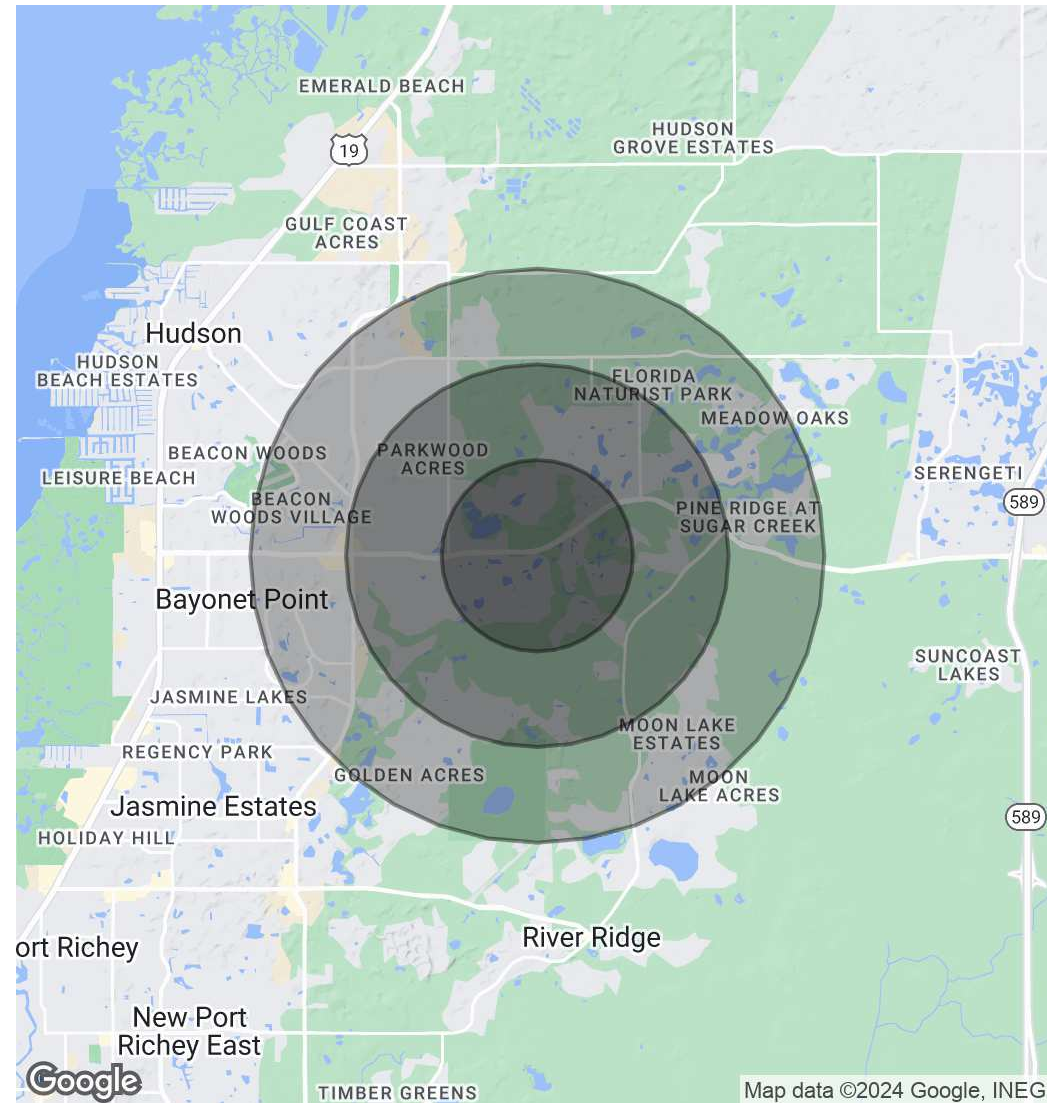 EMERALD BEACH
19
HUDSON
GROVE ESTATES
GULF COAST
ACRES
Hudson
HUDSON
BEACH ESTATES
FLORIDA
NATURIST PARK
MEADOW OAKS
BEACON WOODS
PARKWOOD
ACRES
LEISURE BEACH
SERENGETI
589
BEACON
WOODS VILLAGE
PINE RIDGE AT
SUGAR CREEK
Bayonet Point
SUNCOAST
LAKES
JASMINE LAKES
MOON LAKE
ESTATES
REGENCY PARK
GOLDEN ACRES
MOON
LAKE ACRES
Jasmine Estates
589
HOLIDAY HILL
ort Richey
River Ridge
New Port
Richey East
Google
TIMBER GREENS
Map data ©2024 Google, INEG